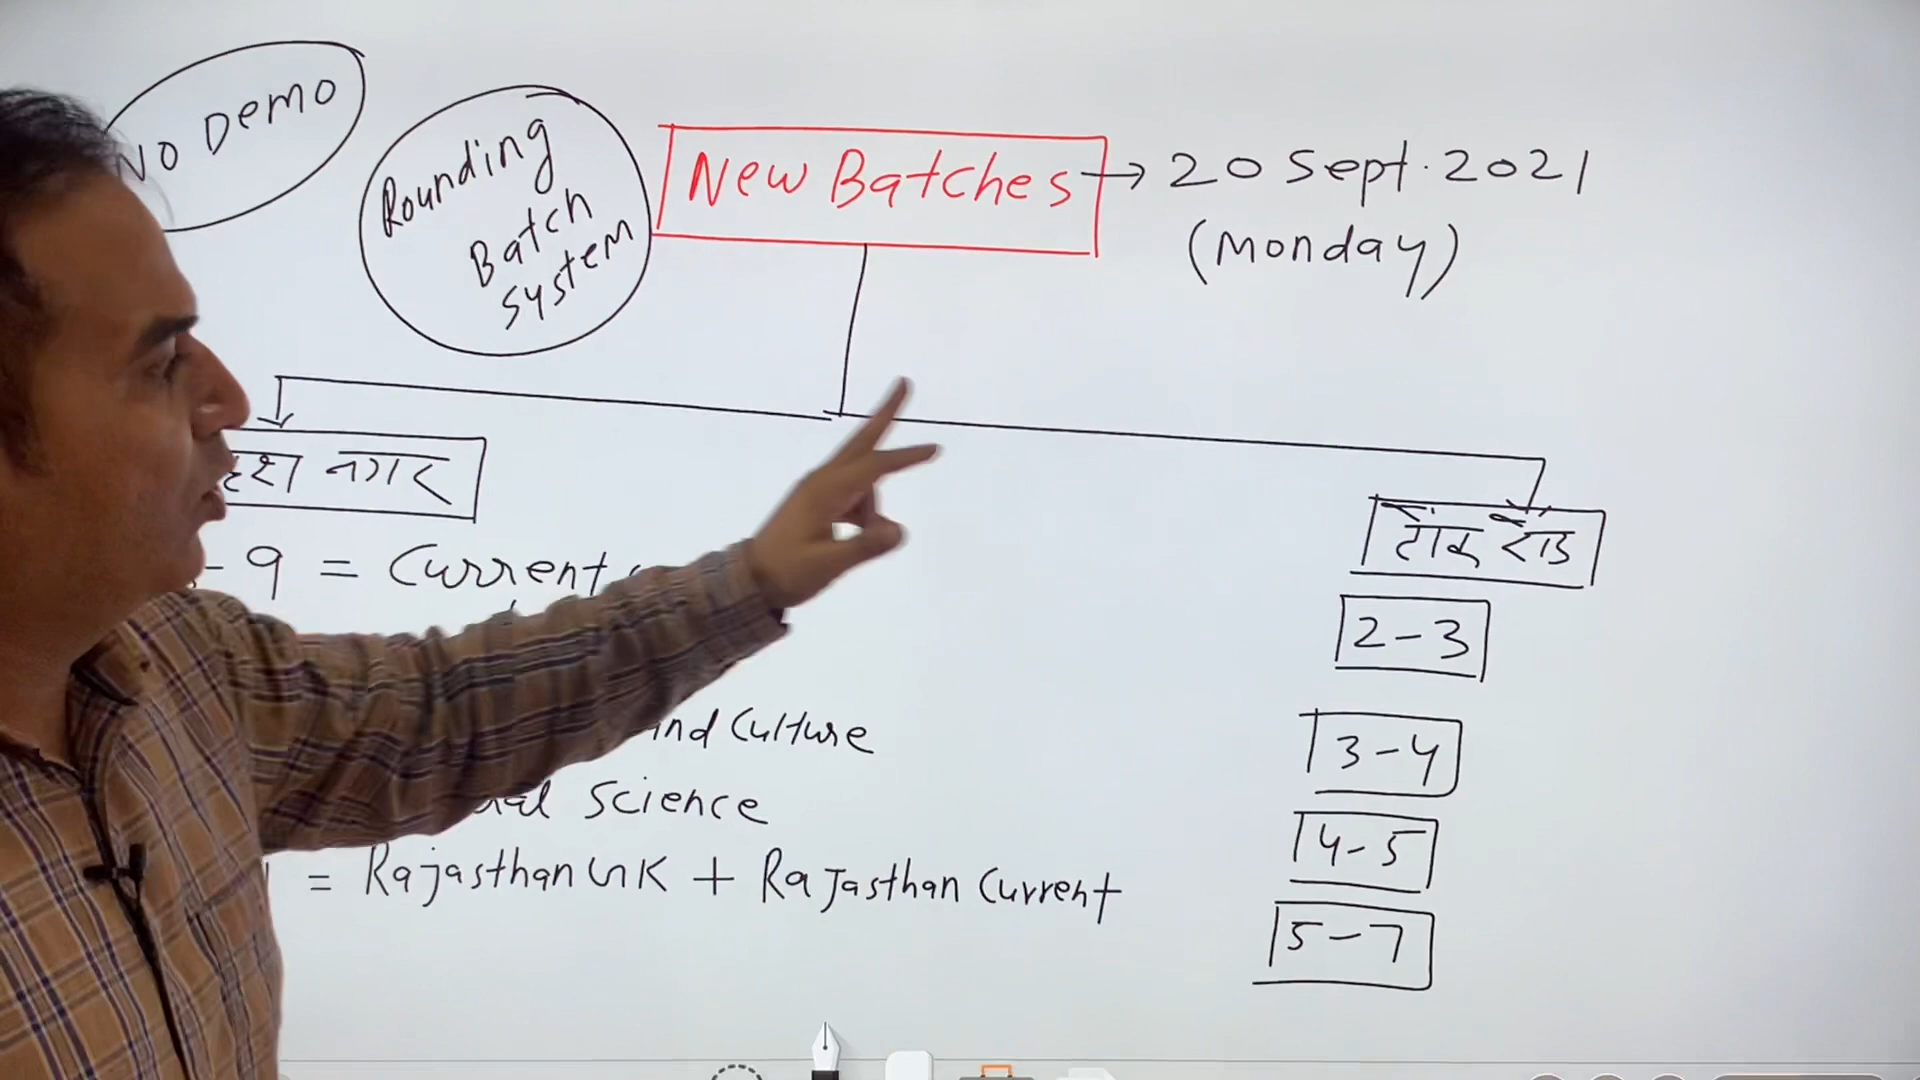 NO Demo
Rounding
Batch
system
New Batches → 20 Sept. 2021
(Monday)
नगर
टोंक रोड
- 9 = Current
2-3
and Culture
3-4
Science
4-5
= Rajasthan GK + Rajasthan Current
5-7